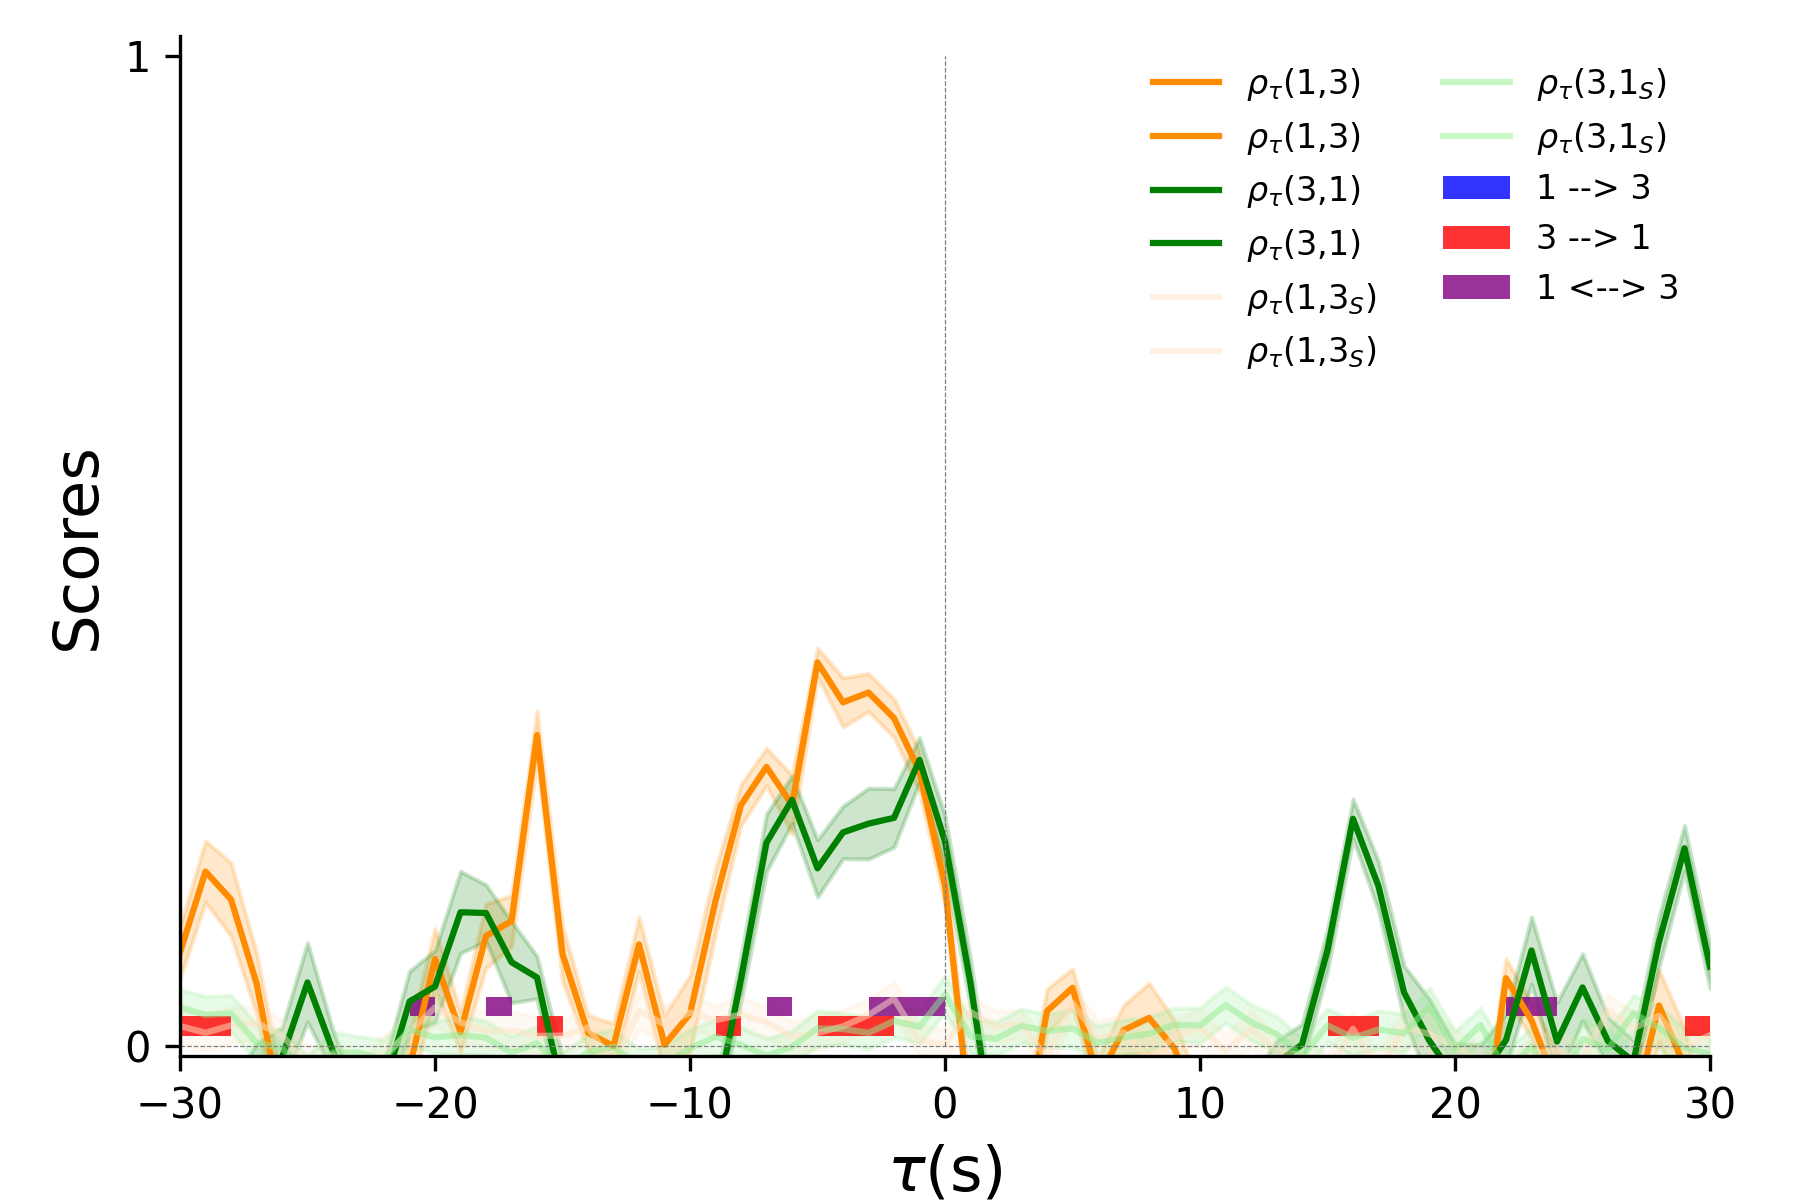 1
ρτ(1,3)
ρτ(1,3)
ρτ(3,1)
ρτ(3,1)
ρτ(1,3S)
ρτ(1,3S)
ρτ(3,1S)
ρτ(3,1S)
1 --> 3
3 --> 1
1 <--> 3
Scores
0
−30 −20 −10 0 10 20 30
τ(s)